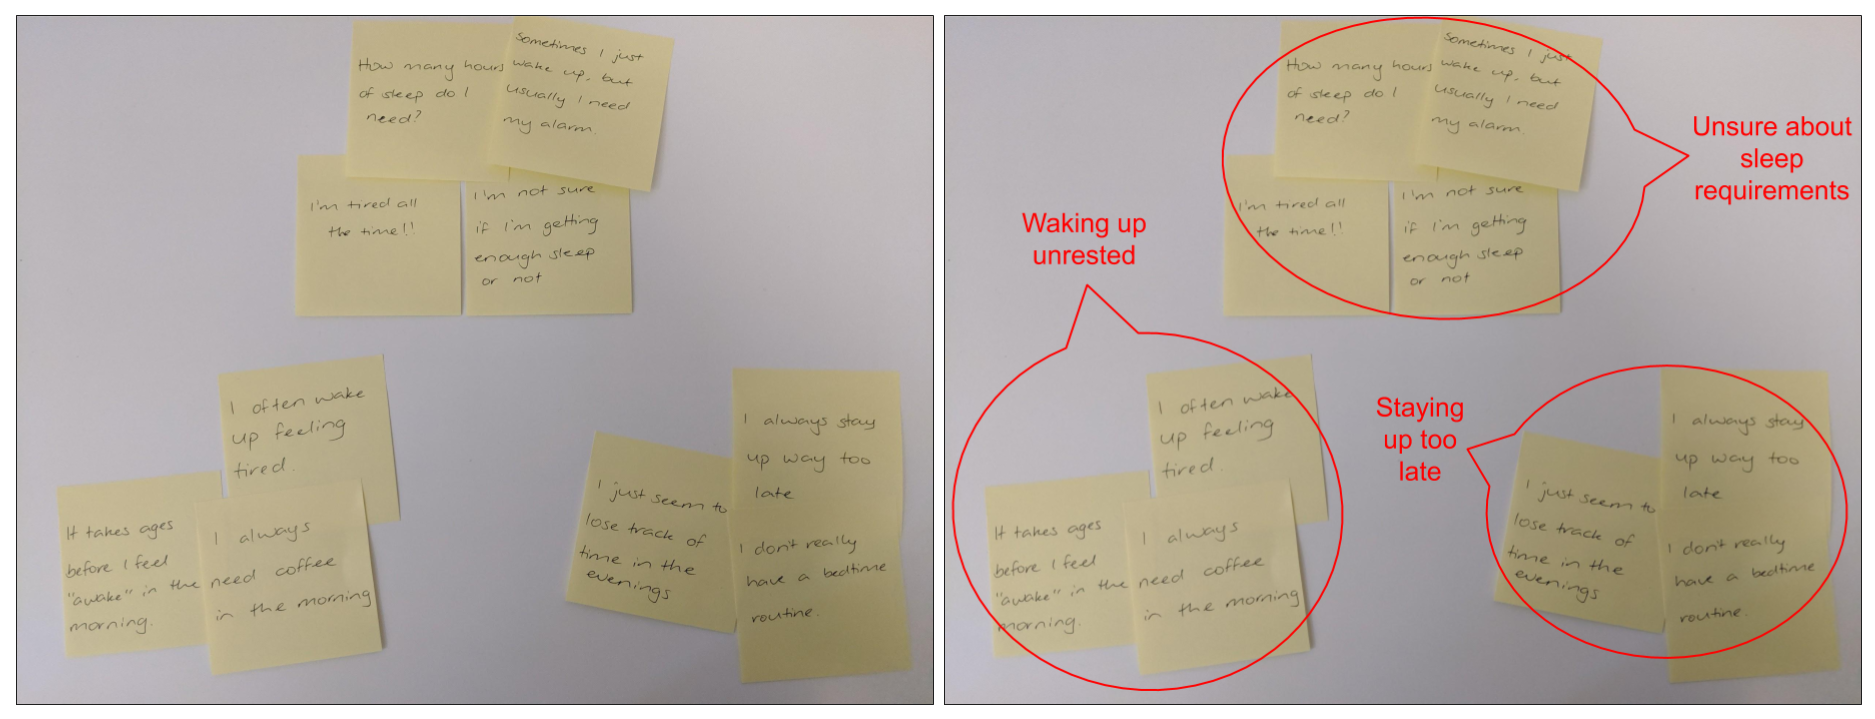 How many hours
of sleep do I
need?
Sometimes I just
wake up, but
usually I need
my alarm.
I'm tired all
the time!!
I'm not sure
if I'm getting
enough sleep
or not
I often wake
up feeling
tired.
It takes ages
before I feel
"awake" in the
morning.
I always
need coffee
in the morning
I just seem to
lose track of
time in the
evenings
I always stay
up way too
late
I don't really
have a bedtime
routine.
How many hours
of sleep do I
need?
Sometimes I just
wake up, but
usually I need
my alarm.
I'm tired all
the time!!
I'm not sure
if I'm getting
enough sleep
or not
Unsure about
sleep
requirements
Waking up
unrested
I often wake
up feeling
tired.
It takes ages
before I feel
"awake" in the
morning.
I always
need coffee
in the morning
Staying
up too
late
I just seem to
lose track of
time in the
evenings
I always stay
up way too
late
I don't really
have a bedtime
routine.